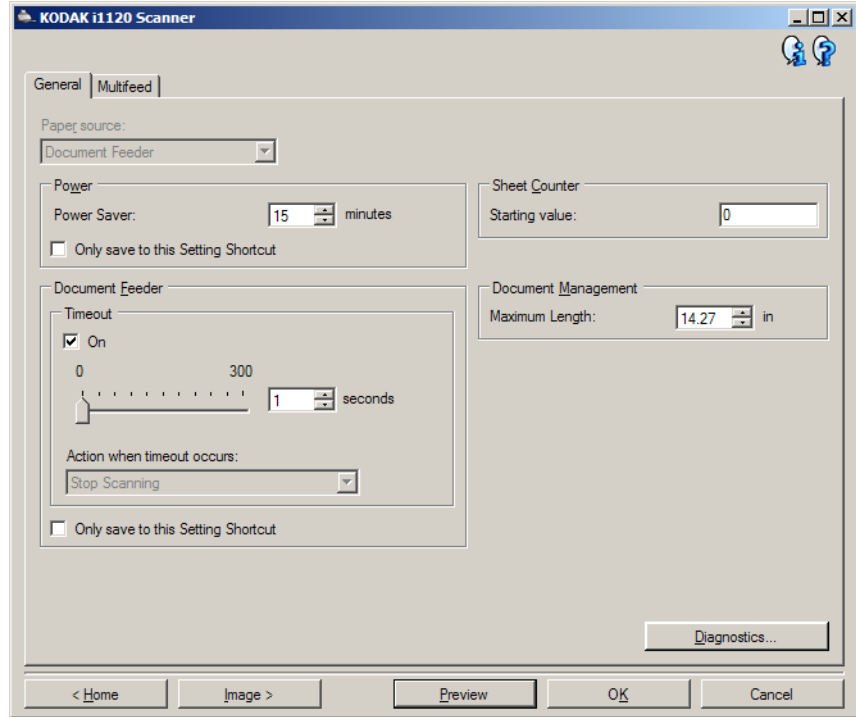 KODAK i1120 Scanner
General Multifeed
Paper source:
Document Feeder
Power
Power Saver: 15 minutes
Only save to this Setting Shortcut
Sheet Counter
Starting value: 0
Document Feeder
Timeout
On
0 300
1 seconds
Action when timeout occurs:
Stop Scanning
Only save to this Setting Shortcut
Document Management
Maximum Length: 14.27 in
Diagnostics...
< Home Image > Preview OK Cancel